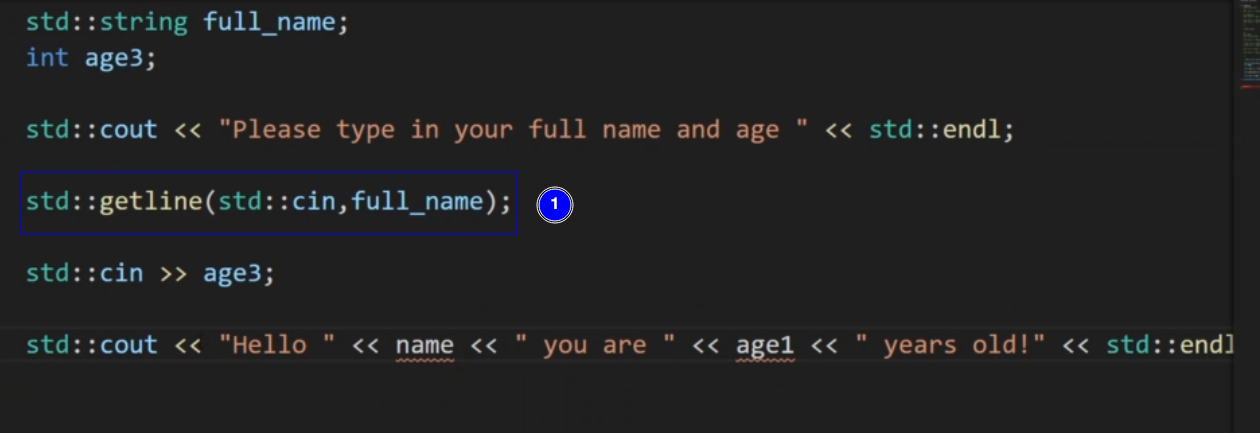 std::string full_name;
int age3;
std::cout << "Please type in your full name and age " << std::endl;
std::getline(std::cin,full_name);
1
std::cin >> age3;
std::cout << "Hello " << name << " you are " << age1 << " years old!" << std::endl